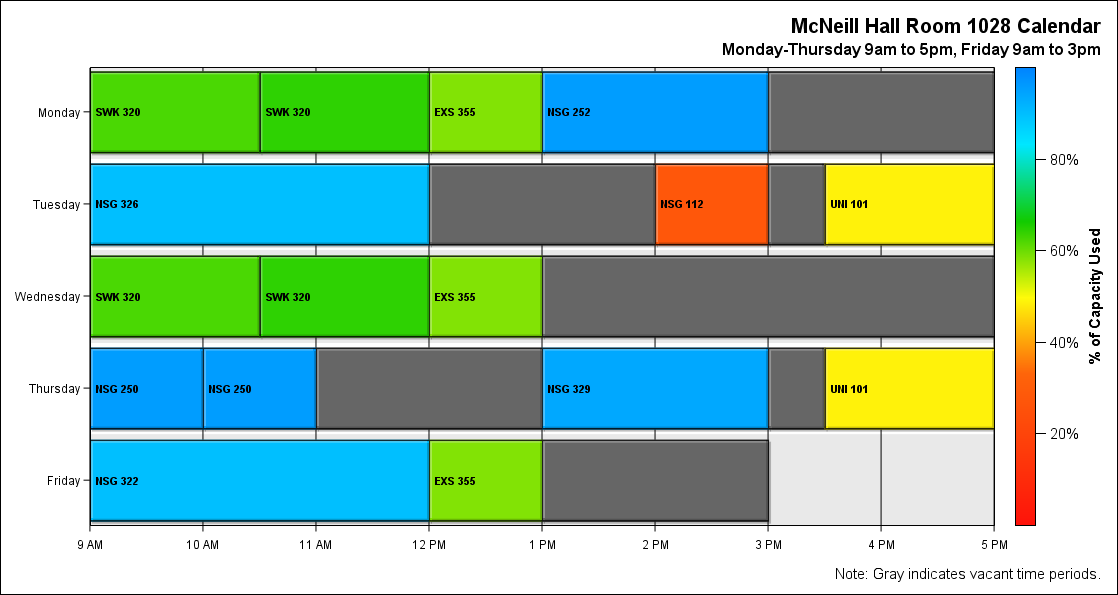 McNeill Hall Room 1028 Calendar
Monday-Thursday 9am to 5pm, Friday 9am to 3pm
Monday
SWK 320
SWK 320
EXS 355
NSG 252
Tuesday
NSG 326
NSG 112
UNI 101
Wednesday
SWK 320
SWK 320
EXS 355
Thursday
NSG 250
NSG 250
NSG 329
UNI 101
Friday
NSG 322
EXS 355
9 AM
10 AM
11 AM
12 PM
1 PM
2 PM
3 PM
4 PM
5 PM
80%
60%
40%
20%
% of Capacity Used
Note: Gray indicates vacant time periods.